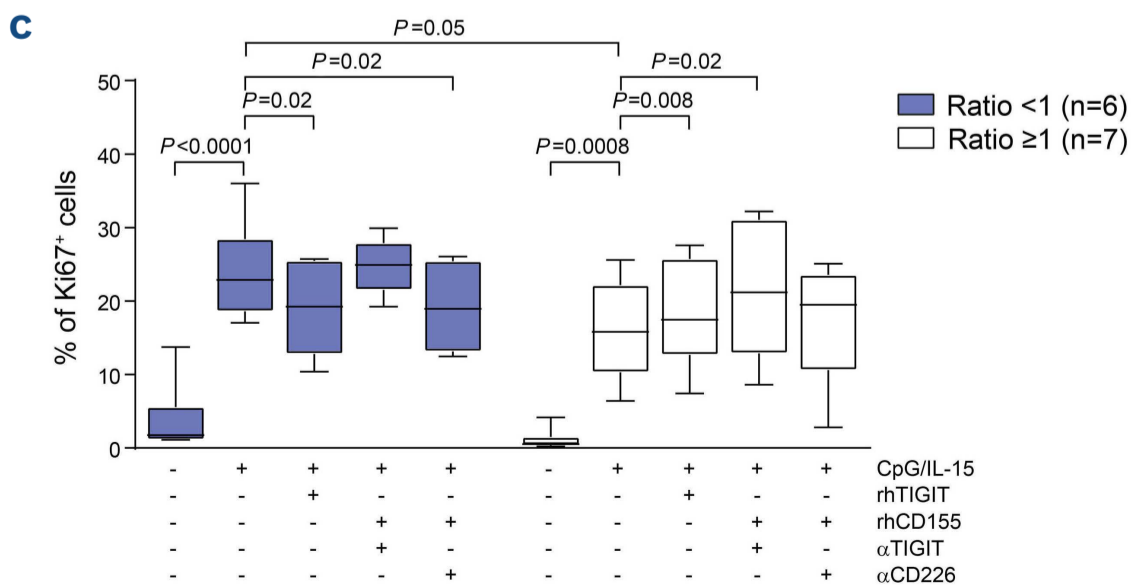 C
P=0.05
P=0.02
P=0.02
P=0.02
P=0.008
P<0.0001
P=0.0008
Ratio <1 (n=6)
Ratio ≥1 (n=7)
% of Ki67⁺ cells
50
40
30
20
10
0
- + + + + - + + + + CpG/IL-15
- - + - - - - + - - rhTIGIT
- - - + + - - - + + rhCD155
- - - + - - - - + - αTIGIT
- - - - + - - - - + αCD226